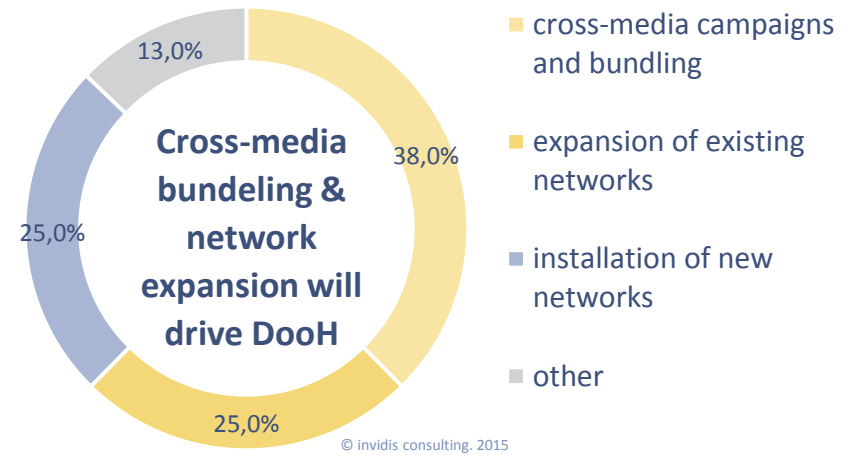 13,0%
38,0%
25,0%
25,0%
Cross-media
bundeling &
network
expansion will
drive DooH
cross-media campaigns
and bundling
expansion of existing
networks
installation of new
networks
other
© invidis consulting. 2015